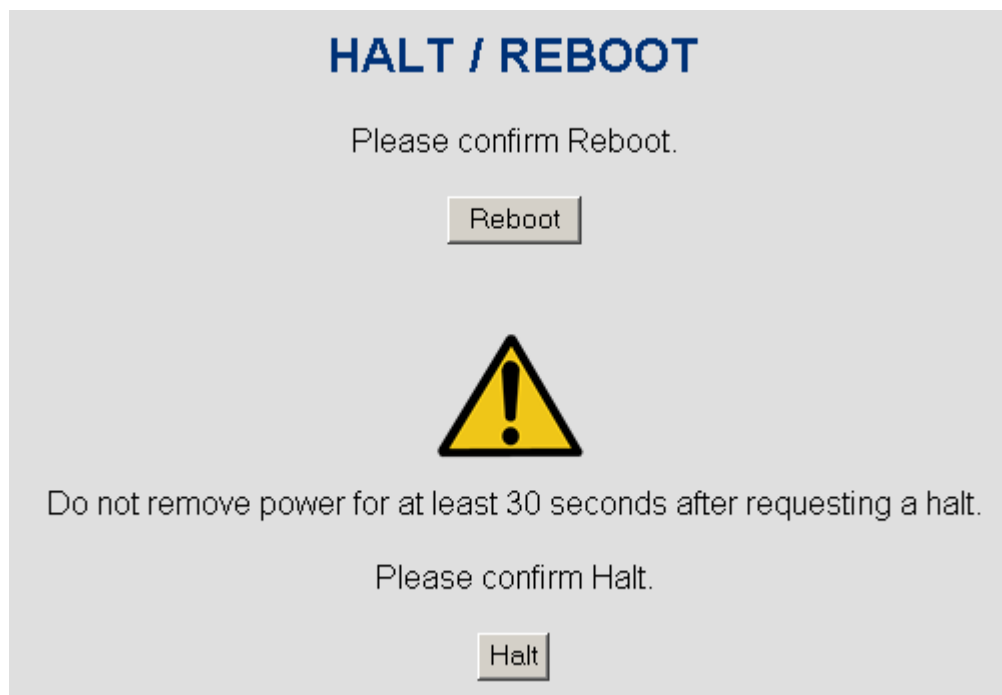 HALT / REBOOT
Please confirm Reboot.
Reboot
Do not remove power for at least 30 seconds after requesting a halt.
Please confirm Halt.
Halt